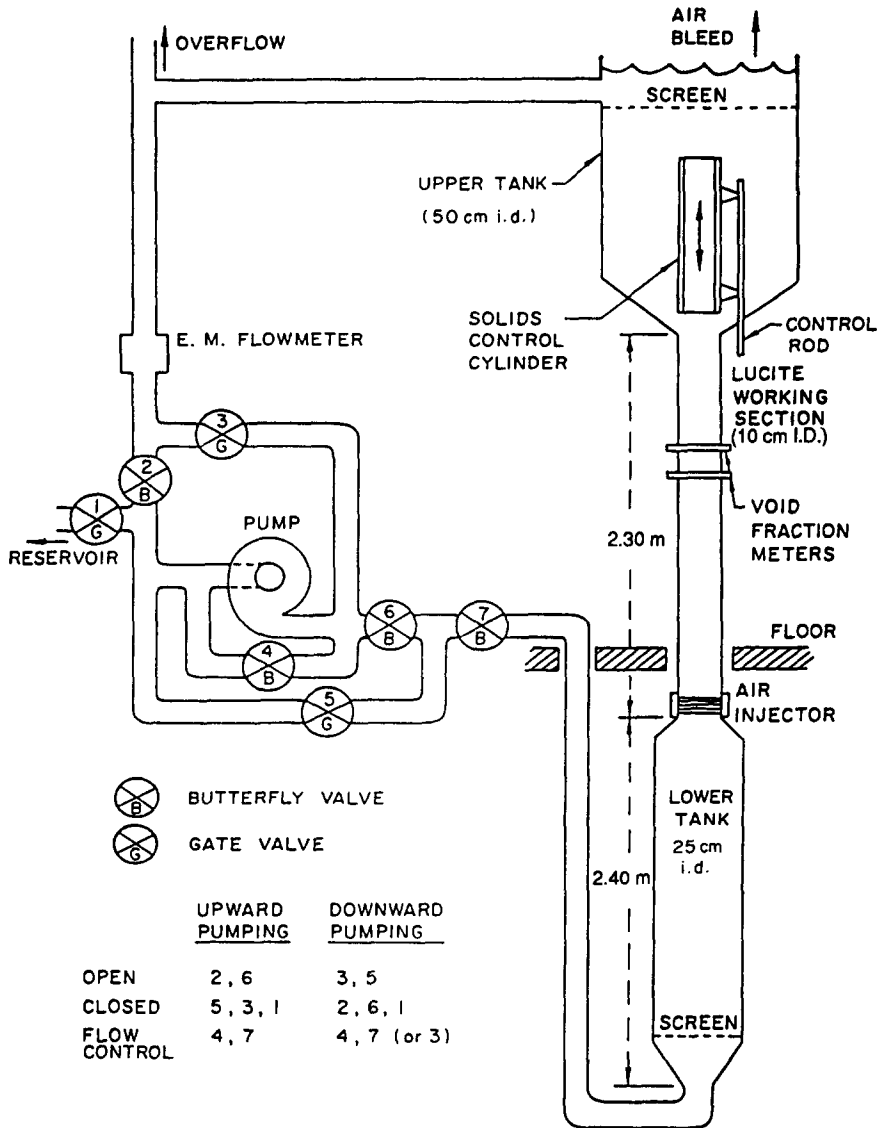 OVERFLOW
AIR
BLEED
SCREEN
UPPER TANK
(50 cm i.d.)
SOLIDS
CONTROL
CYLINDER
CONTROL
ROD
E. M. FLOWMETER
LUCITE
WORKING
SECTION
(10 cm I.D.)
3
G
2
B
1
G
RESERVOIR
PUMP
VOID
FRACTION
METERS
2.30 m
6
B
7
B
4
B
5
G
FLOOR
AIR
INJECTOR
LOWER
TANK
25 cm
i.d.
2.40 m
SCREEN
B BUTTERFLY VALVE
G GATE VALVE
UPWARD PUMPING DOWNWARD PUMPING
OPEN 2, 6 3, 5
CLOSED 5, 3, 1 2, 6, 1
FLOW CONTROL 4, 7 4, 7 (or 3)